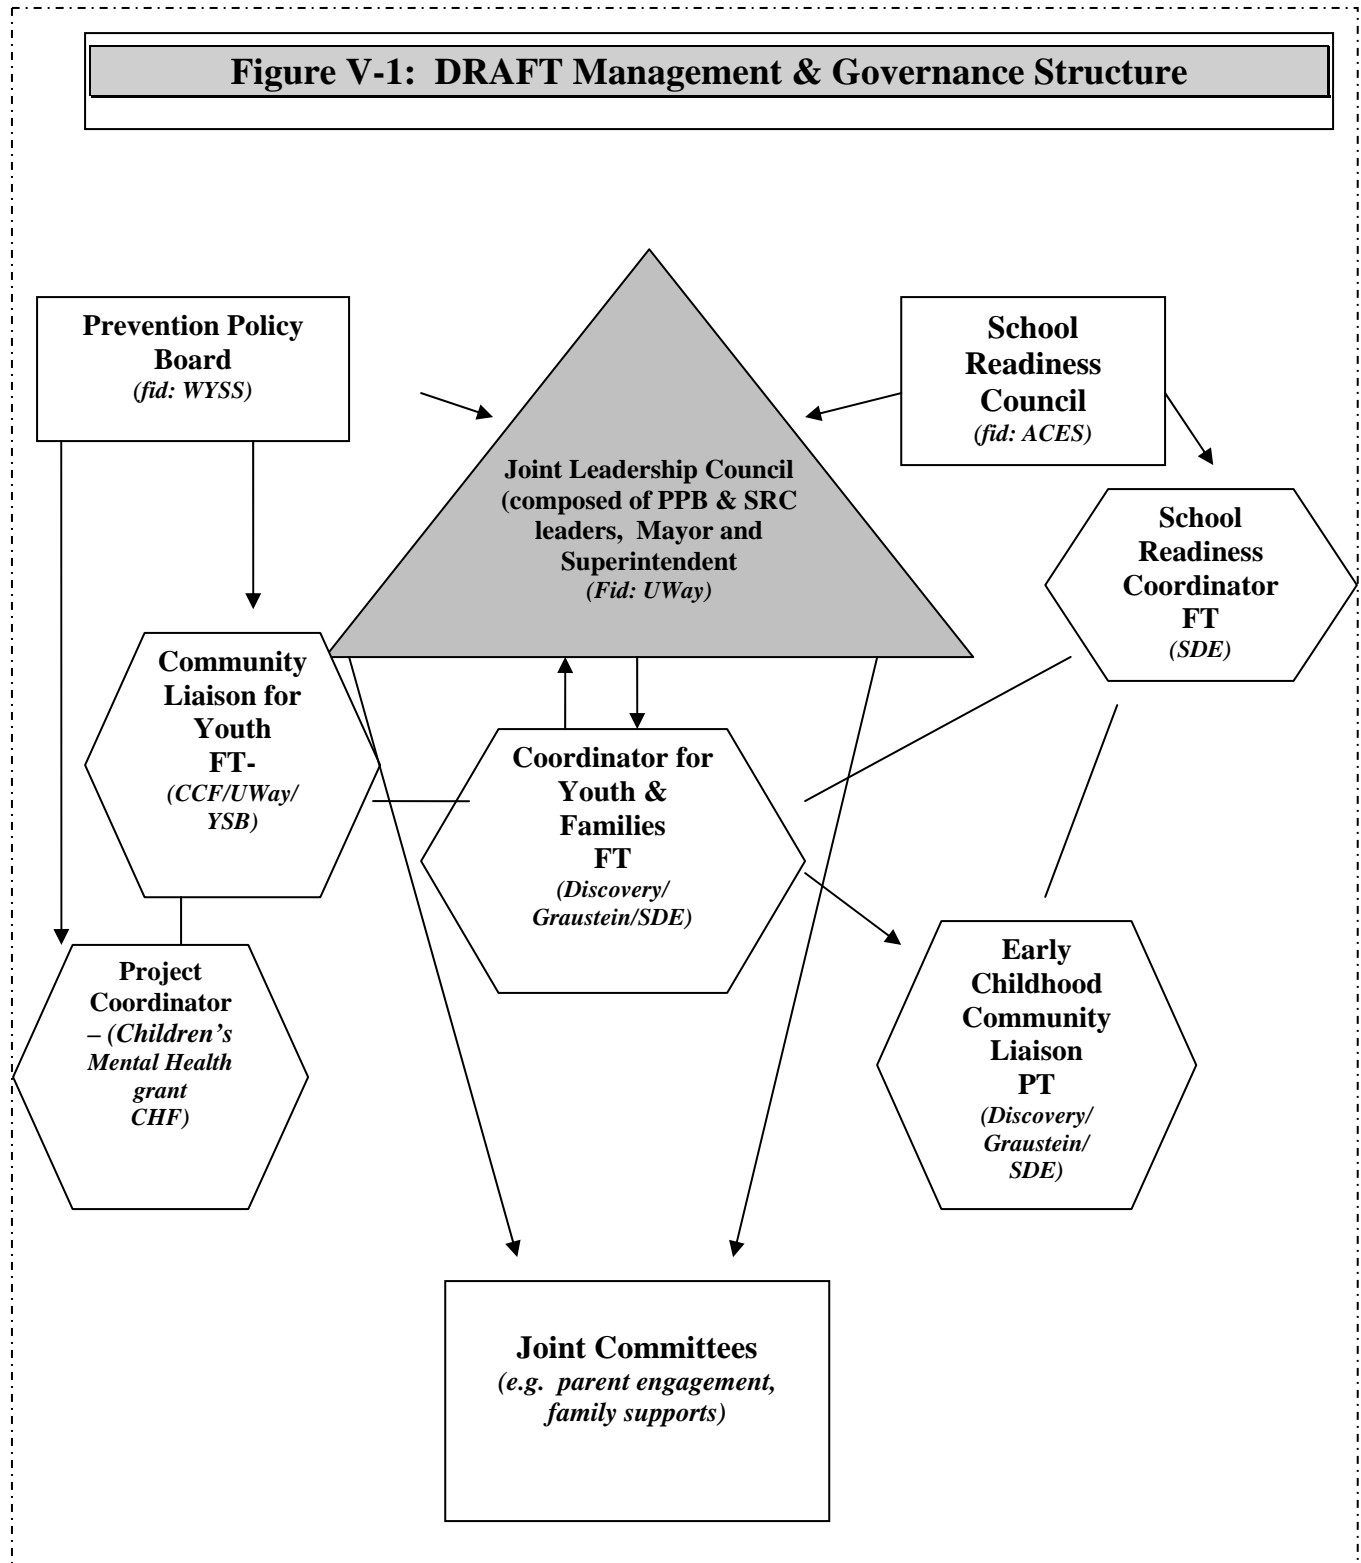 Figure V-1:  DRAFT Management & Governance Structure
Prevention Policy
Board
(fid: WYSS)
School
Readiness
Council
(fid: ACES)
Joint Leadership Council
(composed of PPB & SRC
leaders,  Mayor and
Superintendent
(Fid: UWay)
School
Readiness
Coordinator
FT
(SDE)
Community
Liaison for
Youth
FT-
(CCF/UWay/
YSB)
Coordinator for
Youth &
Families
FT
(Discovery/
Graustein/SDE)
Project
Coordinator
– (Children’s
Mental Health
grant
CHF)
Early
Childhood
Community
Liaison
PT
(Discovery/
Graustein/
SDE)
Joint Committees
(e.g.  parent engagement,
family supports)